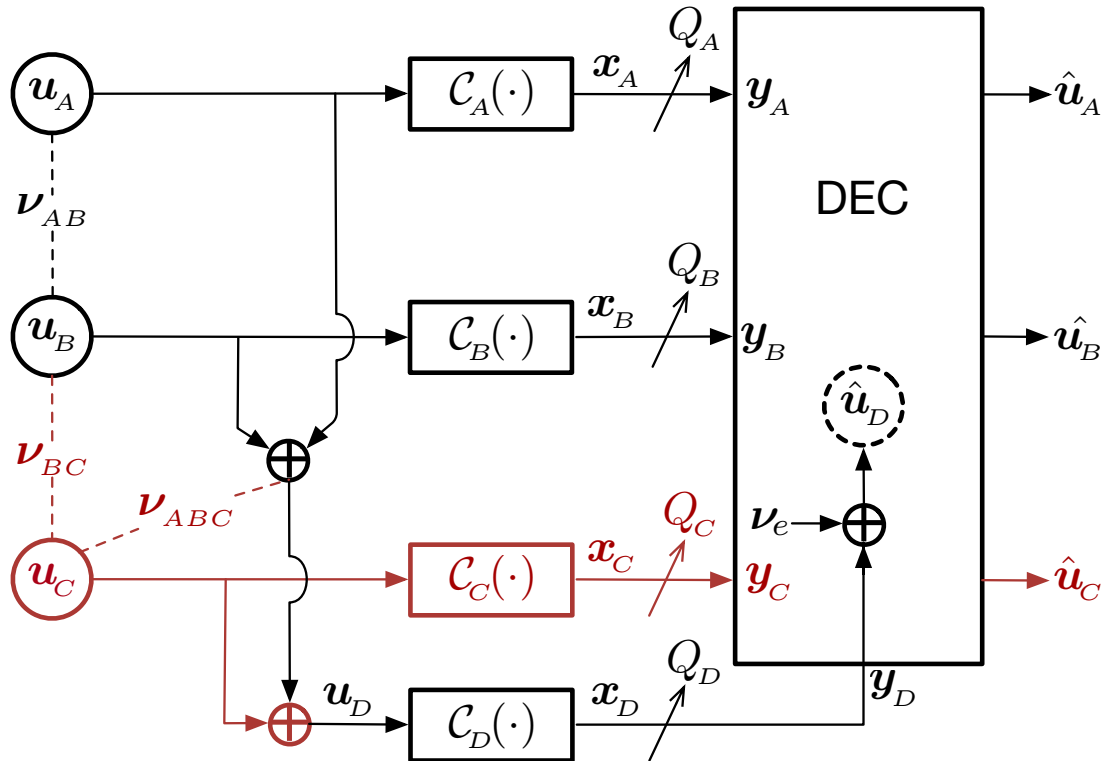 Q_A
u_A C_A(·) x_A y_A û_A
ν_AB DEC
Q_B
u_B C_B(·) x_B y_B û_B
û_D
ν_BC
ν_ABC Q_C ν_e
u_C C_C(·) x_C y_C û_C
Q_D
u_D C_D(·) x_D y_D